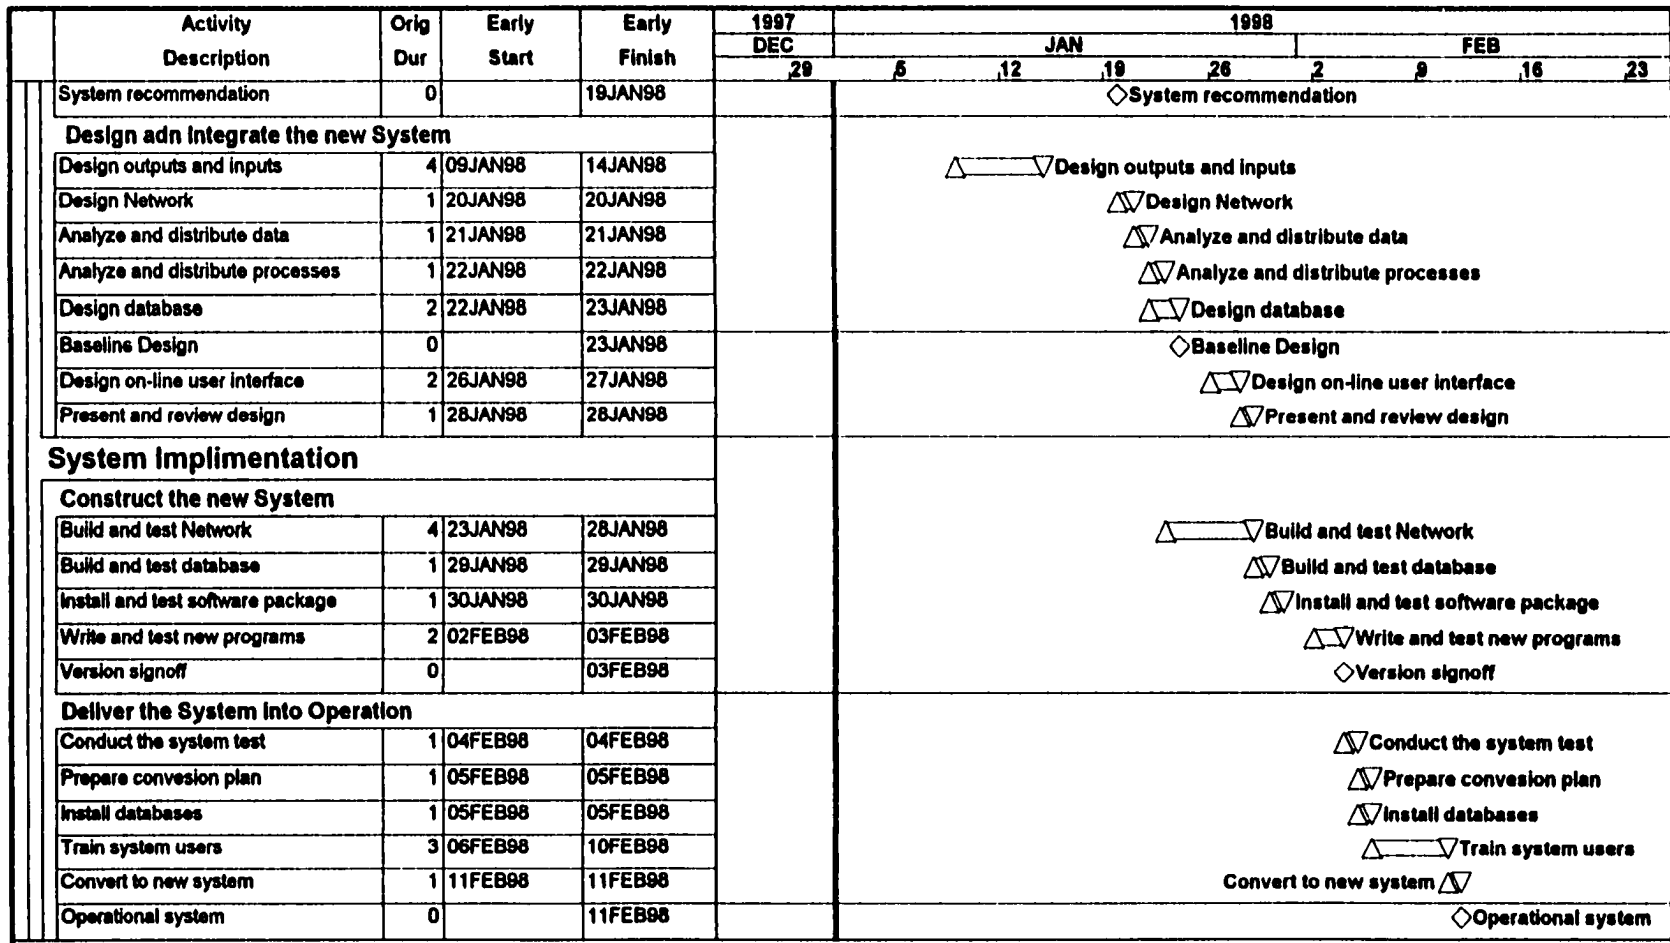 Activity Orig Early Early 1997 1998
Description Dur Start Finish DEC JAN FEB
29 5 12 19 26 2 9 16 23
System recommendation 0 19JAN98 System recommendation
Design adn integrate the new System
Design outputs and inputs 4 09JAN98 14JAN98 Design outputs and inputs
Design Network 1 20JAN98 20JAN98 Design Network
Analyze and distribute data 1 21JAN98 21JAN98 Analyze and distribute data
Analyze and distribute processes 1 22JAN98 22JAN98 Analyze and distribute processes
Design database 2 22JAN98 23JAN98 Design database
Baseline Design 0 23JAN98 Baseline Design
Design on-line user interface 2 26JAN98 27JAN98 Design on-line user interface
Present and review design 1 28JAN98 28JAN98 Present and review design
System Implimentation
Construct the new System
Build and test Network 4 23JAN98 28JAN98 Build and test Network
Build and test database 1 29JAN98 29JAN98 Build and test database
Install and test software package 1 30JAN98 30JAN98 Install and test software package
Write and test new programs 2 02FEB98 03FEB98 Write and test new programs
Version signoff 0 03FEB98 Version signoff
Deliver the System into Operation
Conduct the system test 1 04FEB98 04FEB98 Conduct the system test
Prepare convesion plan 1 05FEB98 05FEB98 Prepare convesion plan
Install databases 1 05FEB98 05FEB98 Install databases
Train system users 3 06FEB98 10FEB98 Train system users
Convert to new system 1 11FEB98 11FEB98 Convert to new system
Operational system 0 11FEB98 Operational system